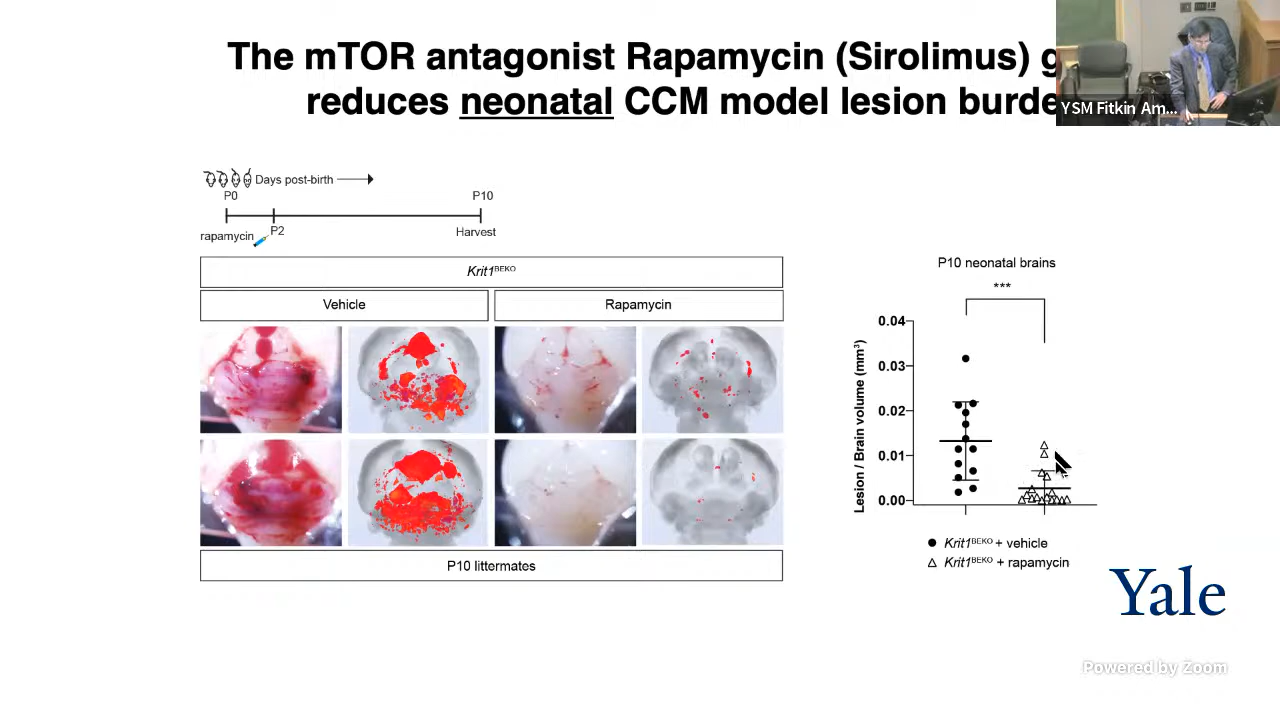 The mTOR antagonist Rapamycin (Sirolimus)
reduces neonatal CCM model lesion
YSM Fitkin Am...
Days post-birth
P0
P10
rapamycin
P2
Harvest
Krit1BEKO
Vehicle
Rapamycin
P10 littermates
P10 neonatal brains
***
0.04
0.03
0.02
0.01
0.00
Lesion / Brain volume (mm³)
Krit1BEKO + vehicle
Krit1BEKO + rapamycin
Yale
Powered by Zoom